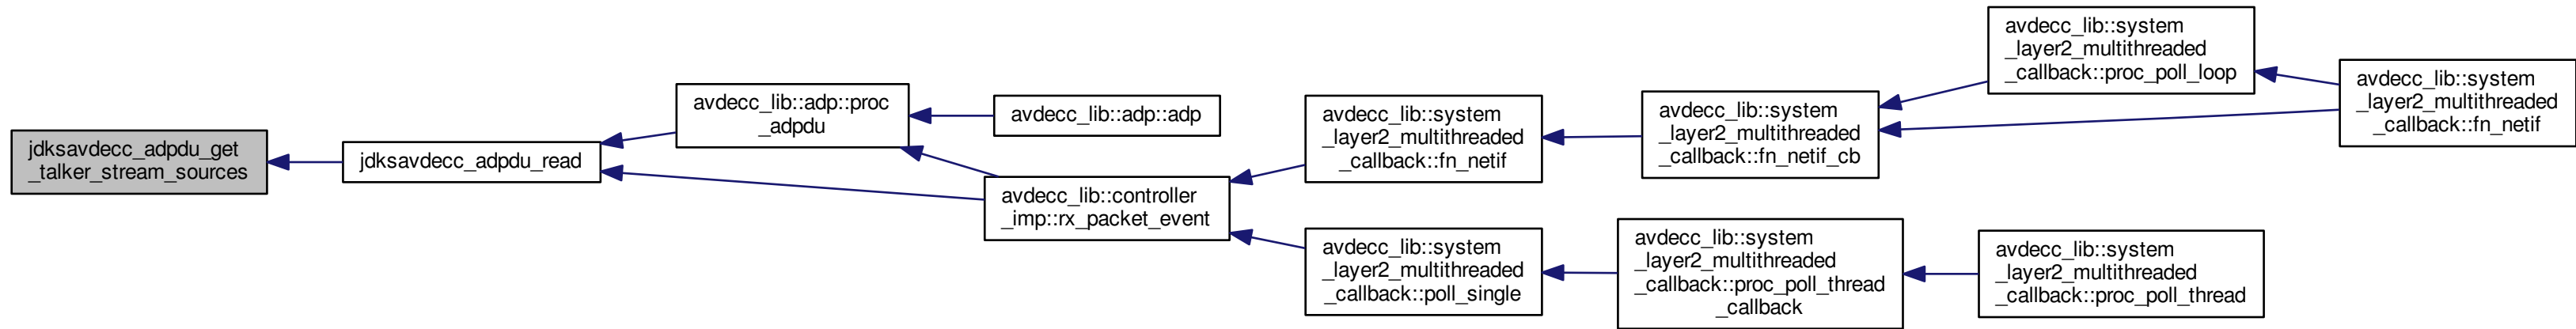 jdksavdecc_adpdu_get
_talker_stream_sources
jdksavdecc_adpdu_read
avdecc_lib::adp::proc
_adpdu
avdecc_lib::adp::adp
avdecc_lib::controller
_imp::rx_packet_event
avdecc_lib::system
_layer2_multithreaded
_callback::fn_netif
avdecc_lib::system
_layer2_multithreaded
_callback::fn_netif_cb
avdecc_lib::system
_layer2_multithreaded
_callback::proc_poll_loop
avdecc_lib::system
_layer2_multithreaded
_callback::fn_netif
avdecc_lib::system
_layer2_multithreaded
_callback::poll_single
avdecc_lib::system
_layer2_multithreaded
_callback::proc_poll_thread
_callback
avdecc_lib::system
_layer2_multithreaded
_callback::proc_poll_thread